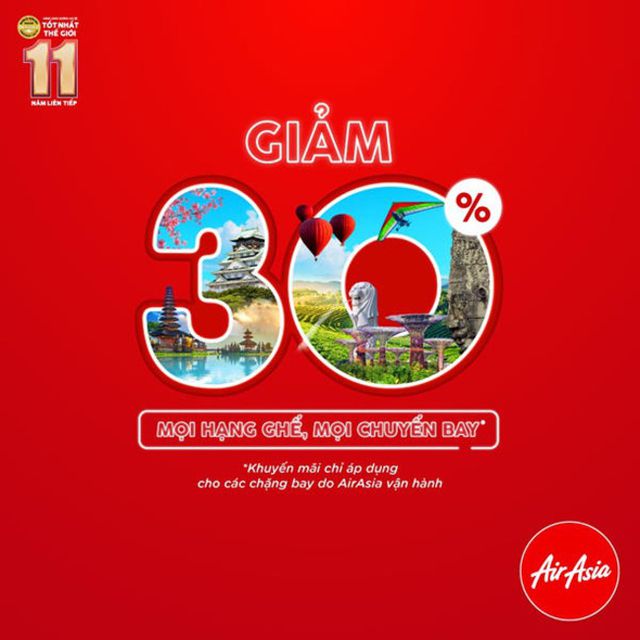 TỐT NHẤT
THẾ GIỚI
11
NĂM LIÊN TIẾP
GIẢM
30%
MỌI HẠNG GHẾ, MỌI CHUYẾN BAY*
*Khuyến mãi chỉ áp dụng
cho các chặng bay do AirAsia vận hành
AirAsia